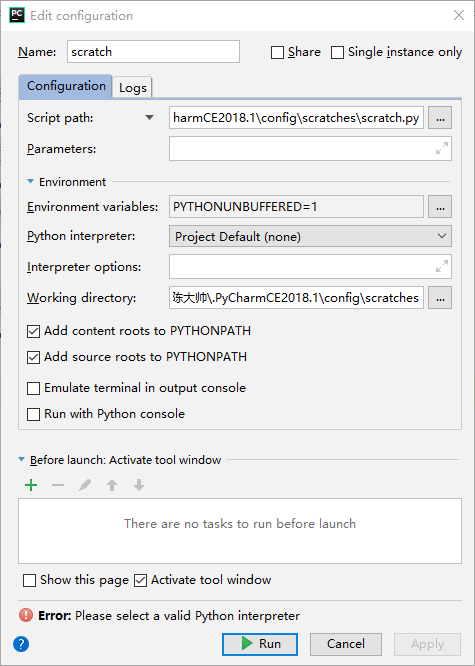 PC Edit configuration
Name: scratch Share Single instance only
Configuration Logs
Script path: harmCE2018.1\config\scratches\scratch.py ...
Parameters:
Environment
Environment variables: PYTHONUNBUFFERED=1 ...
Python interpreter: Project Default (none)
Interpreter options:
Working directory: 陈大帅\.PyCharmCE2018.1\config\scratches ...
Add content roots to PYTHONPATH
Add source roots to PYTHONPATH
Emulate terminal in output console
Run with Python console
Before launch: Activate tool window
There are no tasks to run before launch
Show this page Activate tool window
Error: Please select a valid Python interpreter
? Run Cancel Apply